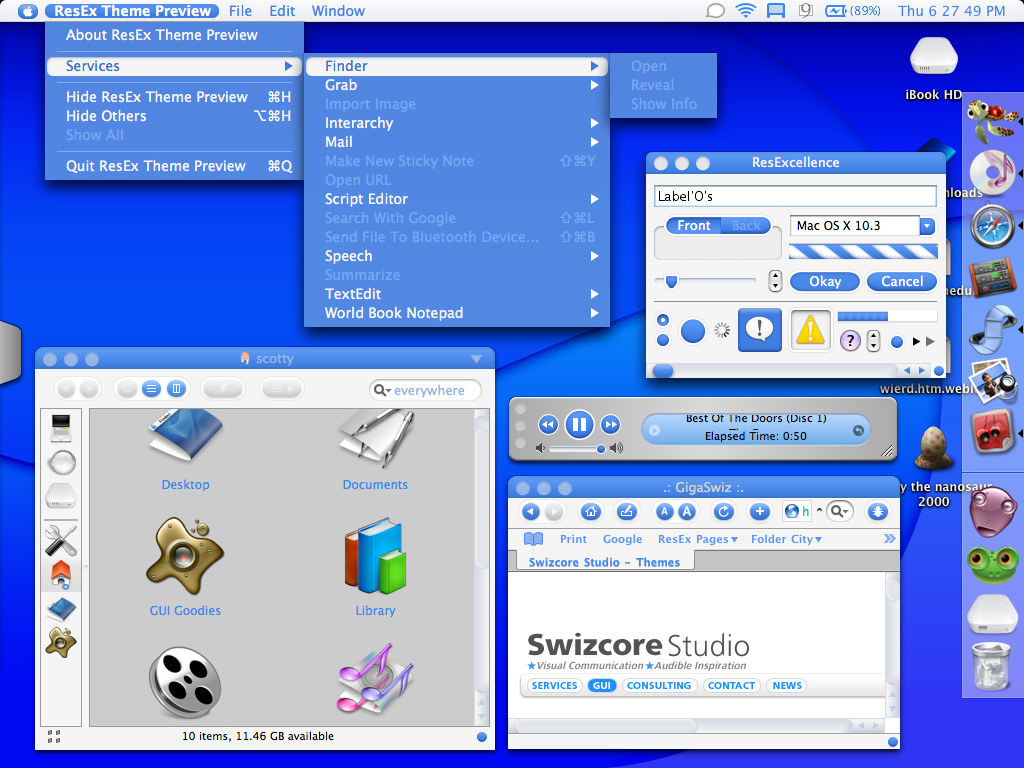 ResEx Theme Preview File Edit Window (89%) Thu 6 27 49 PM
About ResEx Theme Preview
Services
Hide ResEx Theme Preview ⌘H
Hide Others ⌥⌘H
Show All
Quit ResEx Theme Preview ⌘Q
Finder
Grab
Import Image
Interarchy
Mail
Make New Sticky Note ⇧⌘Y
Open URL
Script Editor
Search With Google ⇧⌘L
Send File To Bluetooth Device... ⇧⌘B
Speech
Summarize
TextEdit
World Book Notepad
Open
Reveal
Show Info
iBook HD
ResExcellence
Label'O's
Front Back Mac OS X 10.3
Okay Cancel
?
nloads
nedu
wierd.htm.webl
y the nanosaur
2000
scotty
everywhere
Desktop Documents
GUI Goodies Library
10 items, 11.46 GB available
Best Of The Doors (Disc 1)
Elapsed Time: 0:50
.: GigaSwiz :.
A A h
Print Google ResEx Pages Folder City
Swizcore Studio – Themes
Swizcore Studio
Visual Communication Audible Inspiration
SERVICES GUI CONSULTING CONTACT NEWS